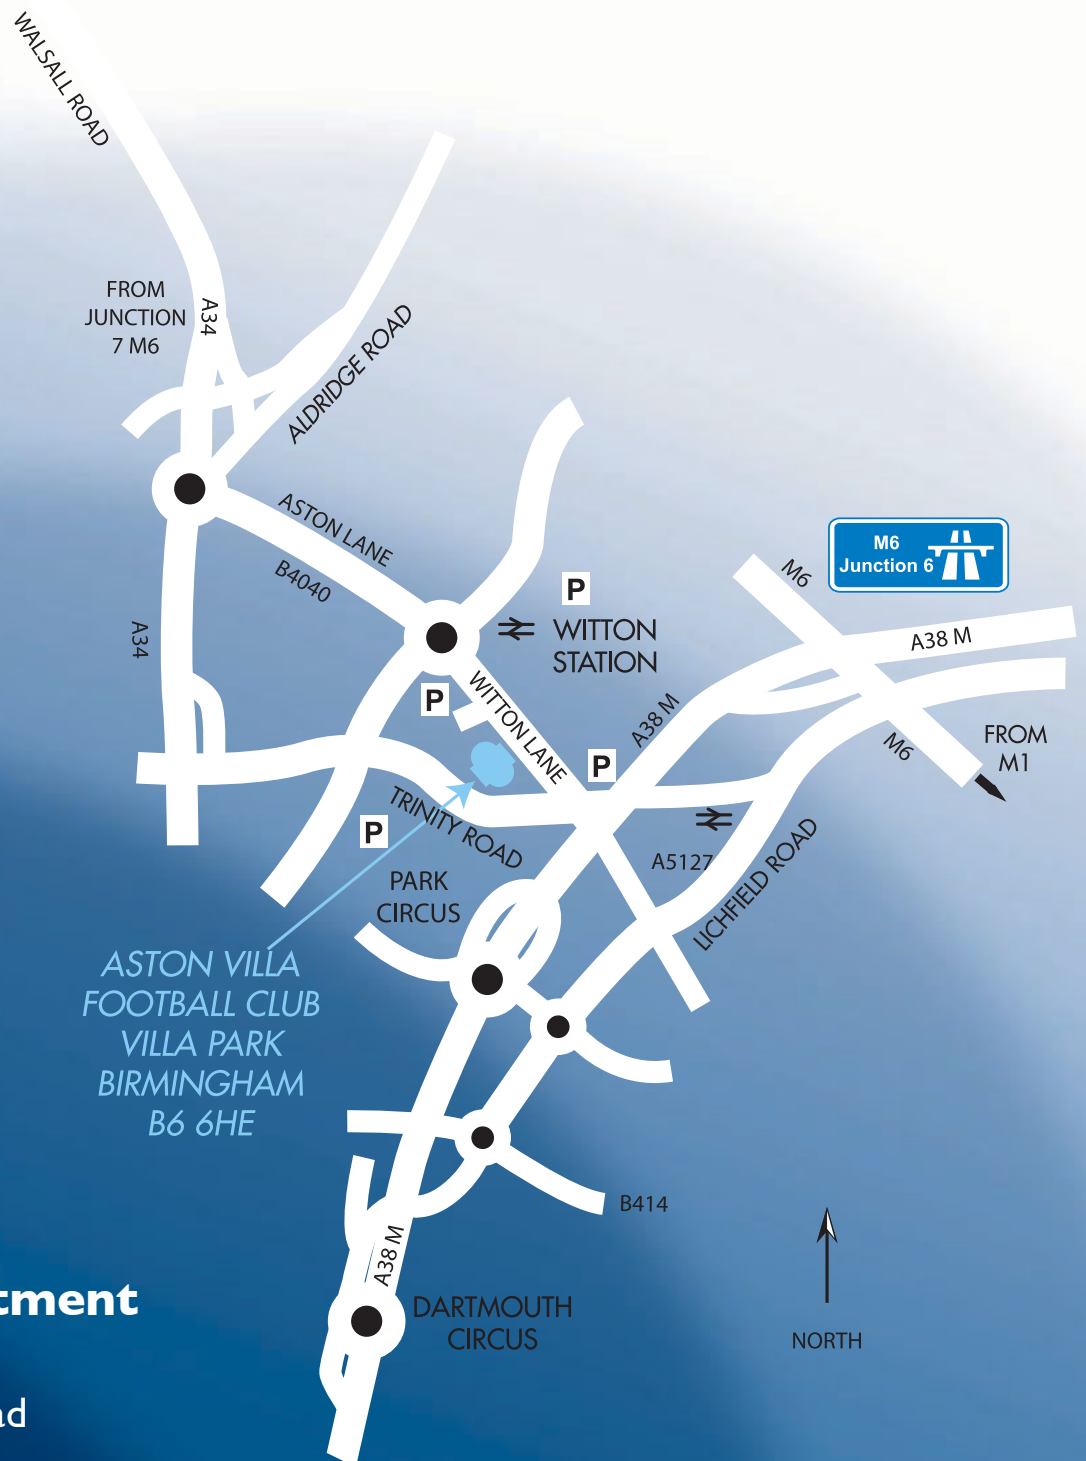 WALSALL ROAD
FROM
JUNCTION
7 M6
A34
ALDRIDGE ROAD
ASTON LANE
B4040
A34
M6
Junction 6
M6
P
WITTON
STATION
A38 M
P
WITTON LANE
A38 M
M6
FROM
M1
P
TRINITY ROAD
P
A5127
LICHFIELD ROAD
PARK
CIRCUS
ASTON VILLA
FOOTBALL CLUB
VILLA PARK
BIRMINGHAM
B6 6HE
B414
A38 M
tment
DARTMOUTH
CIRCUS
NORTH
ad